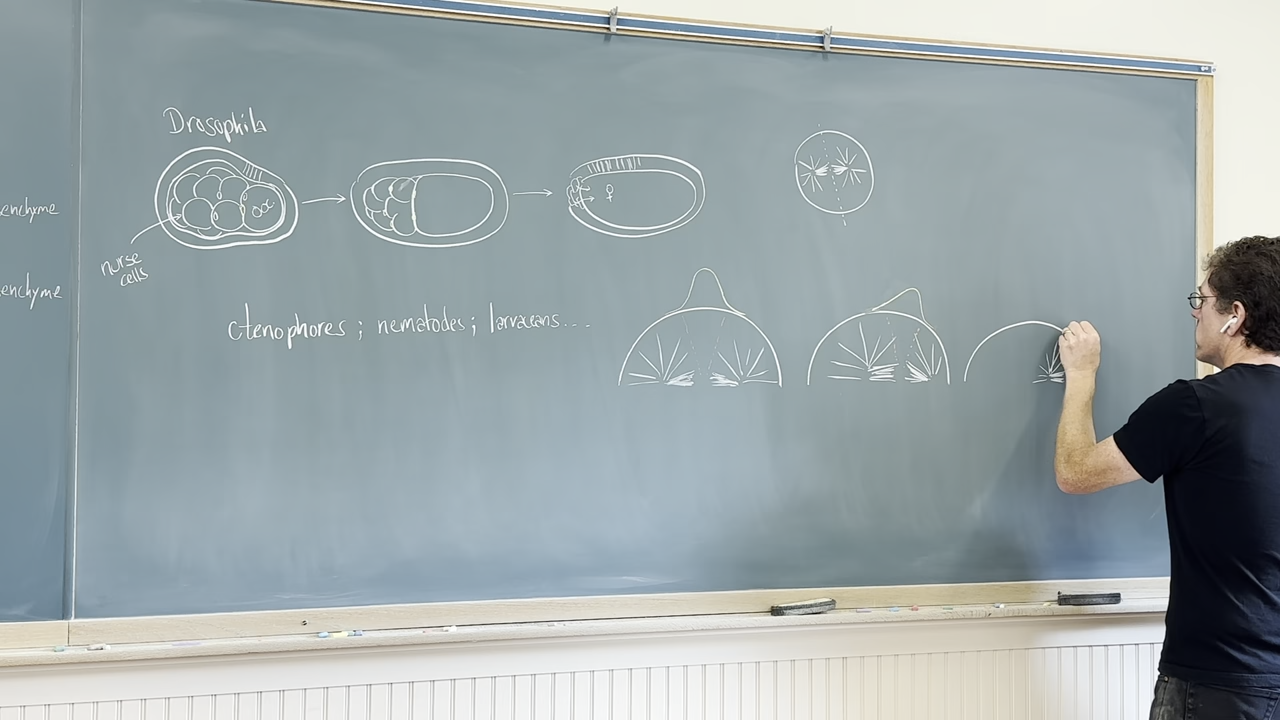 Drosophila
ooc
♀
nurse
cells
enchyme
enchyme
ctenophores ; nematodes ; larvaceans...